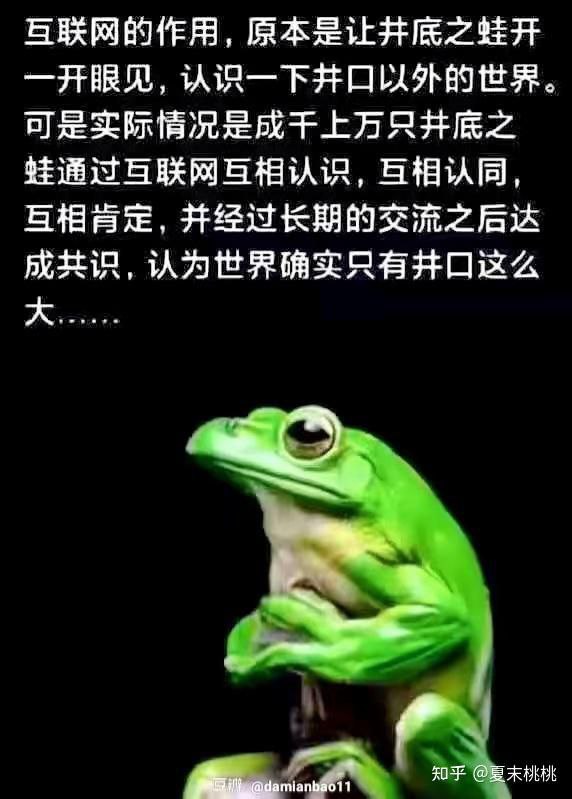 互联网的作用，原本是让井底之蛙开
一开眼见，认识一下井口以外的世界。
可是实际情况是成千上万只井底之
蛙通过互联网互相认识，互相认同，
互相肯定，并经过长期的交流之后达
成共识，认为世界确实只有井口这么
大......
豆瓣 @damianbao11
知乎 @夏末桃桃